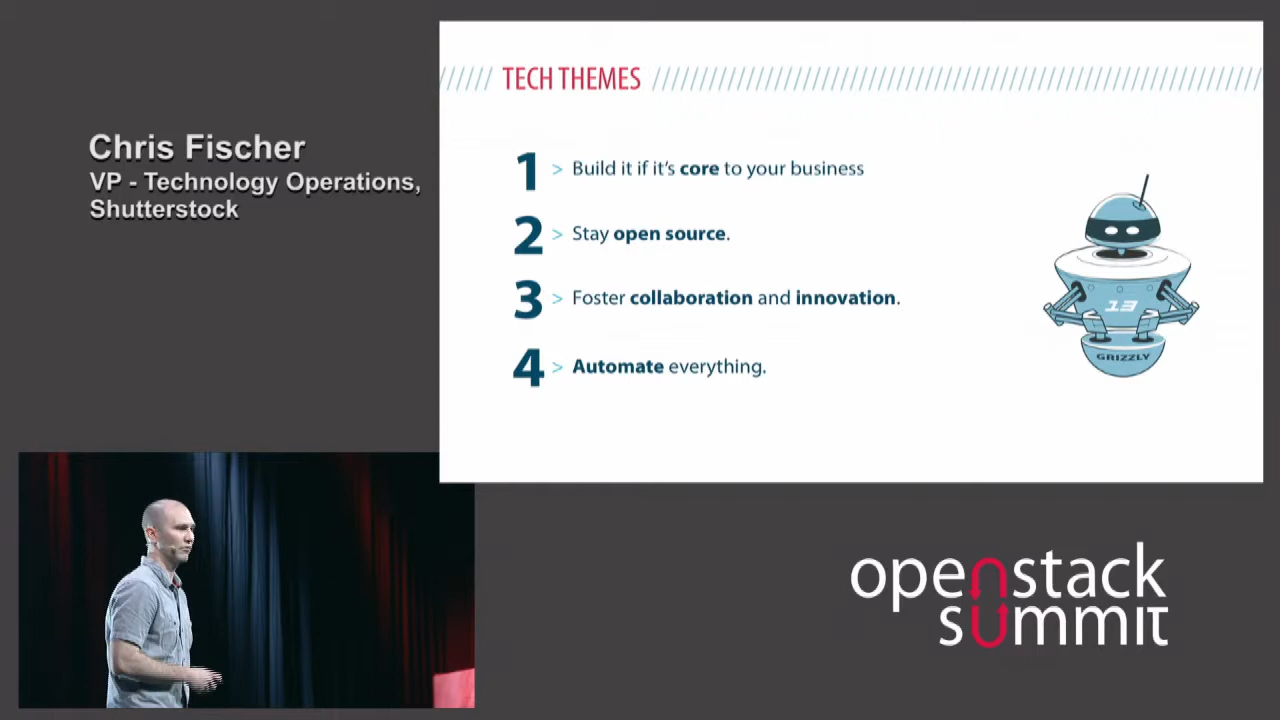 Chris Fischer
VP - Technology Operations,
Shutterstock
TECH THEMES
1 > Build it if it's core to your business
2 > Stay open source.
3 > Foster collaboration and innovation.
4 > Automate everything.
13
GRIZZLY
openstack
summit